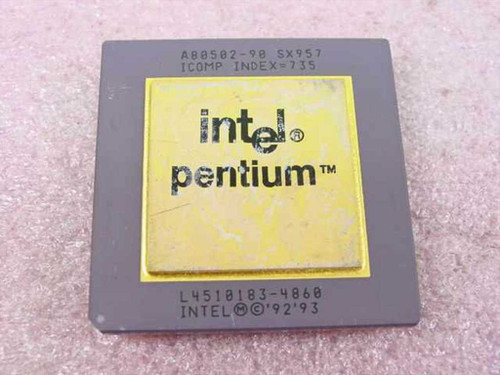 A80502-90 SX957
ICOMP INDEX=735
intel®
pentium™
L4510183-4860
INTEL Ⓜ © '92 '93